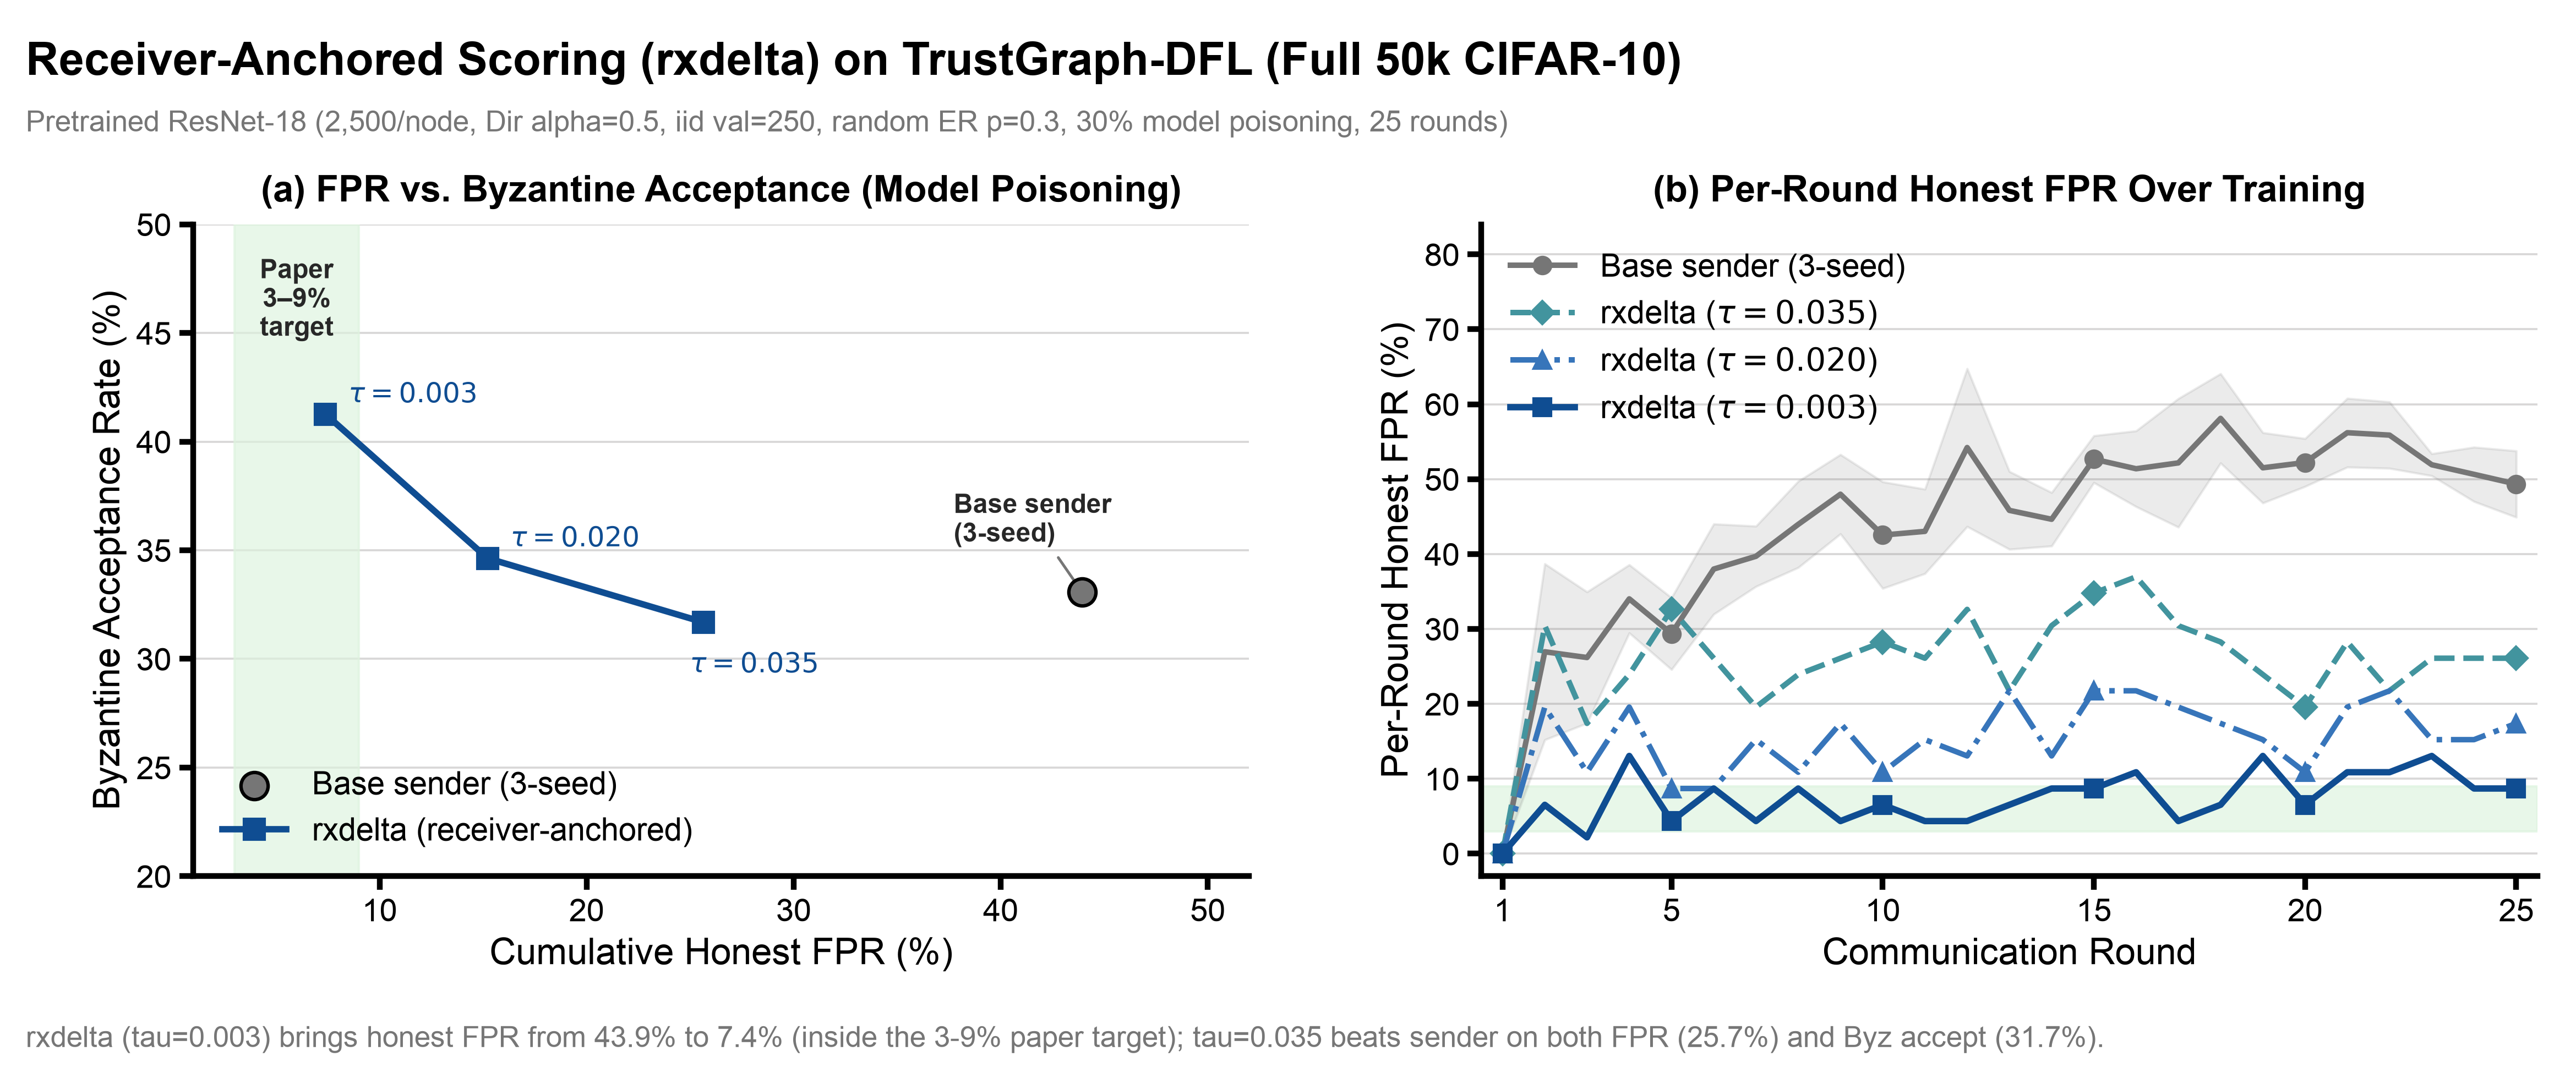 Receiver-Anchored Scoring (rxdelta) on TrustGraph-DFL (Full 50k CIFAR-10)
Pretrained ResNet-18 (2,500/node, Dir alpha=0.5, iid val=250, random ER p=0.3, 30% model poisoning, 25 rounds)
(a) FPR vs. Byzantine Acceptance (Model Poisoning)
Byzantine Acceptance Rate (%)
50
45
40
35
30
25
20
Paper
3–9%
target
τ = 0.003
τ = 0.020
τ = 0.035
Base sender
(3-seed)
Base sender (3-seed)
rxdelta (receiver-anchored)
10
20
30
40
50
Cumulative Honest FPR (%)
(b) Per-Round Honest FPR Over Training
Per-Round Honest FPR (%)
80
70
60
50
40
30
20
10
0
Base sender (3-seed)
rxdelta (τ = 0.035)
rxdelta (τ = 0.020)
rxdelta (τ = 0.003)
1
5
10
15
20
25
Communication Round
rxdelta (tau=0.003) brings honest FPR from 43.9% to 7.4% (inside the 3-9% paper target); tau=0.035 beats sender on both FPR (25.7%) and Byz accept (31.7%).